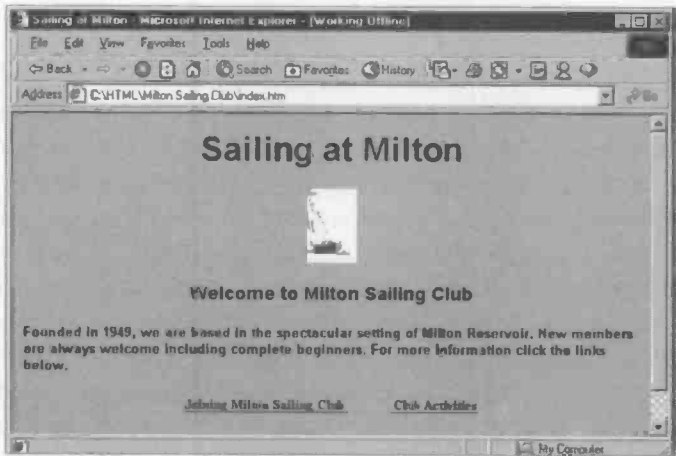 Sailing at Milton - Microsoft Internet Explorer - [Working Offline]
File Edit View Favorites Tools Help
Back Search Favorites History
Address C:\HTML\Milton Sailing Club\index.htm Go
Sailing at Milton
Welcome to Milton Sailing Club
Founded in 1949, we are based in the spectacular setting of Milton Reservoir. New members
are always welcome including complete beginners. For more information click the links
below.
Joining Milton Sailing Club Club Activities
My Computer